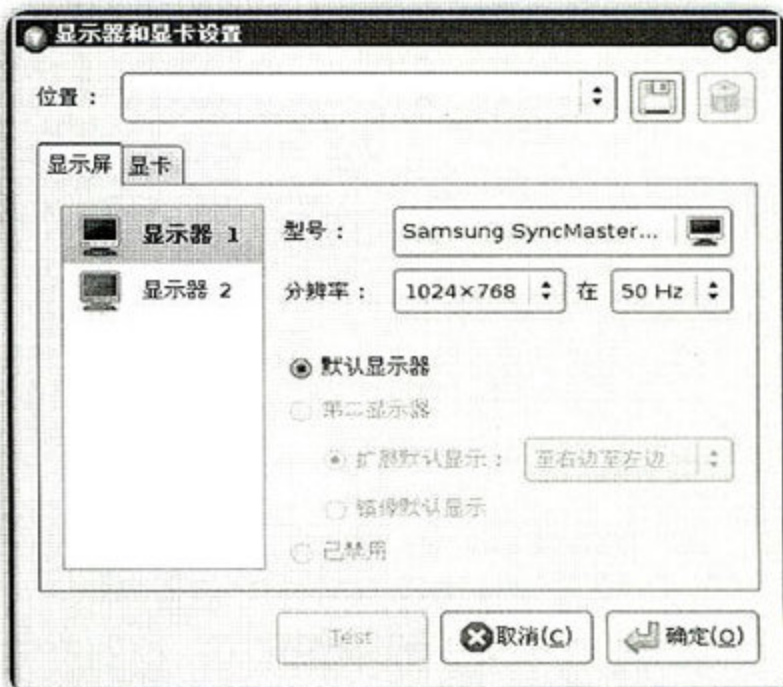 显示器和显卡设置
位置：
显示屏 显卡
显示器 1
显示器 2
型号： Samsung SyncMaster...
分辨率： 1024×768 在 50 Hz
默认显示器
第二显示器
扩展默认显示： 至右边至左边
镜像默认显示
已禁用
Test 取消(C) 确定(O)